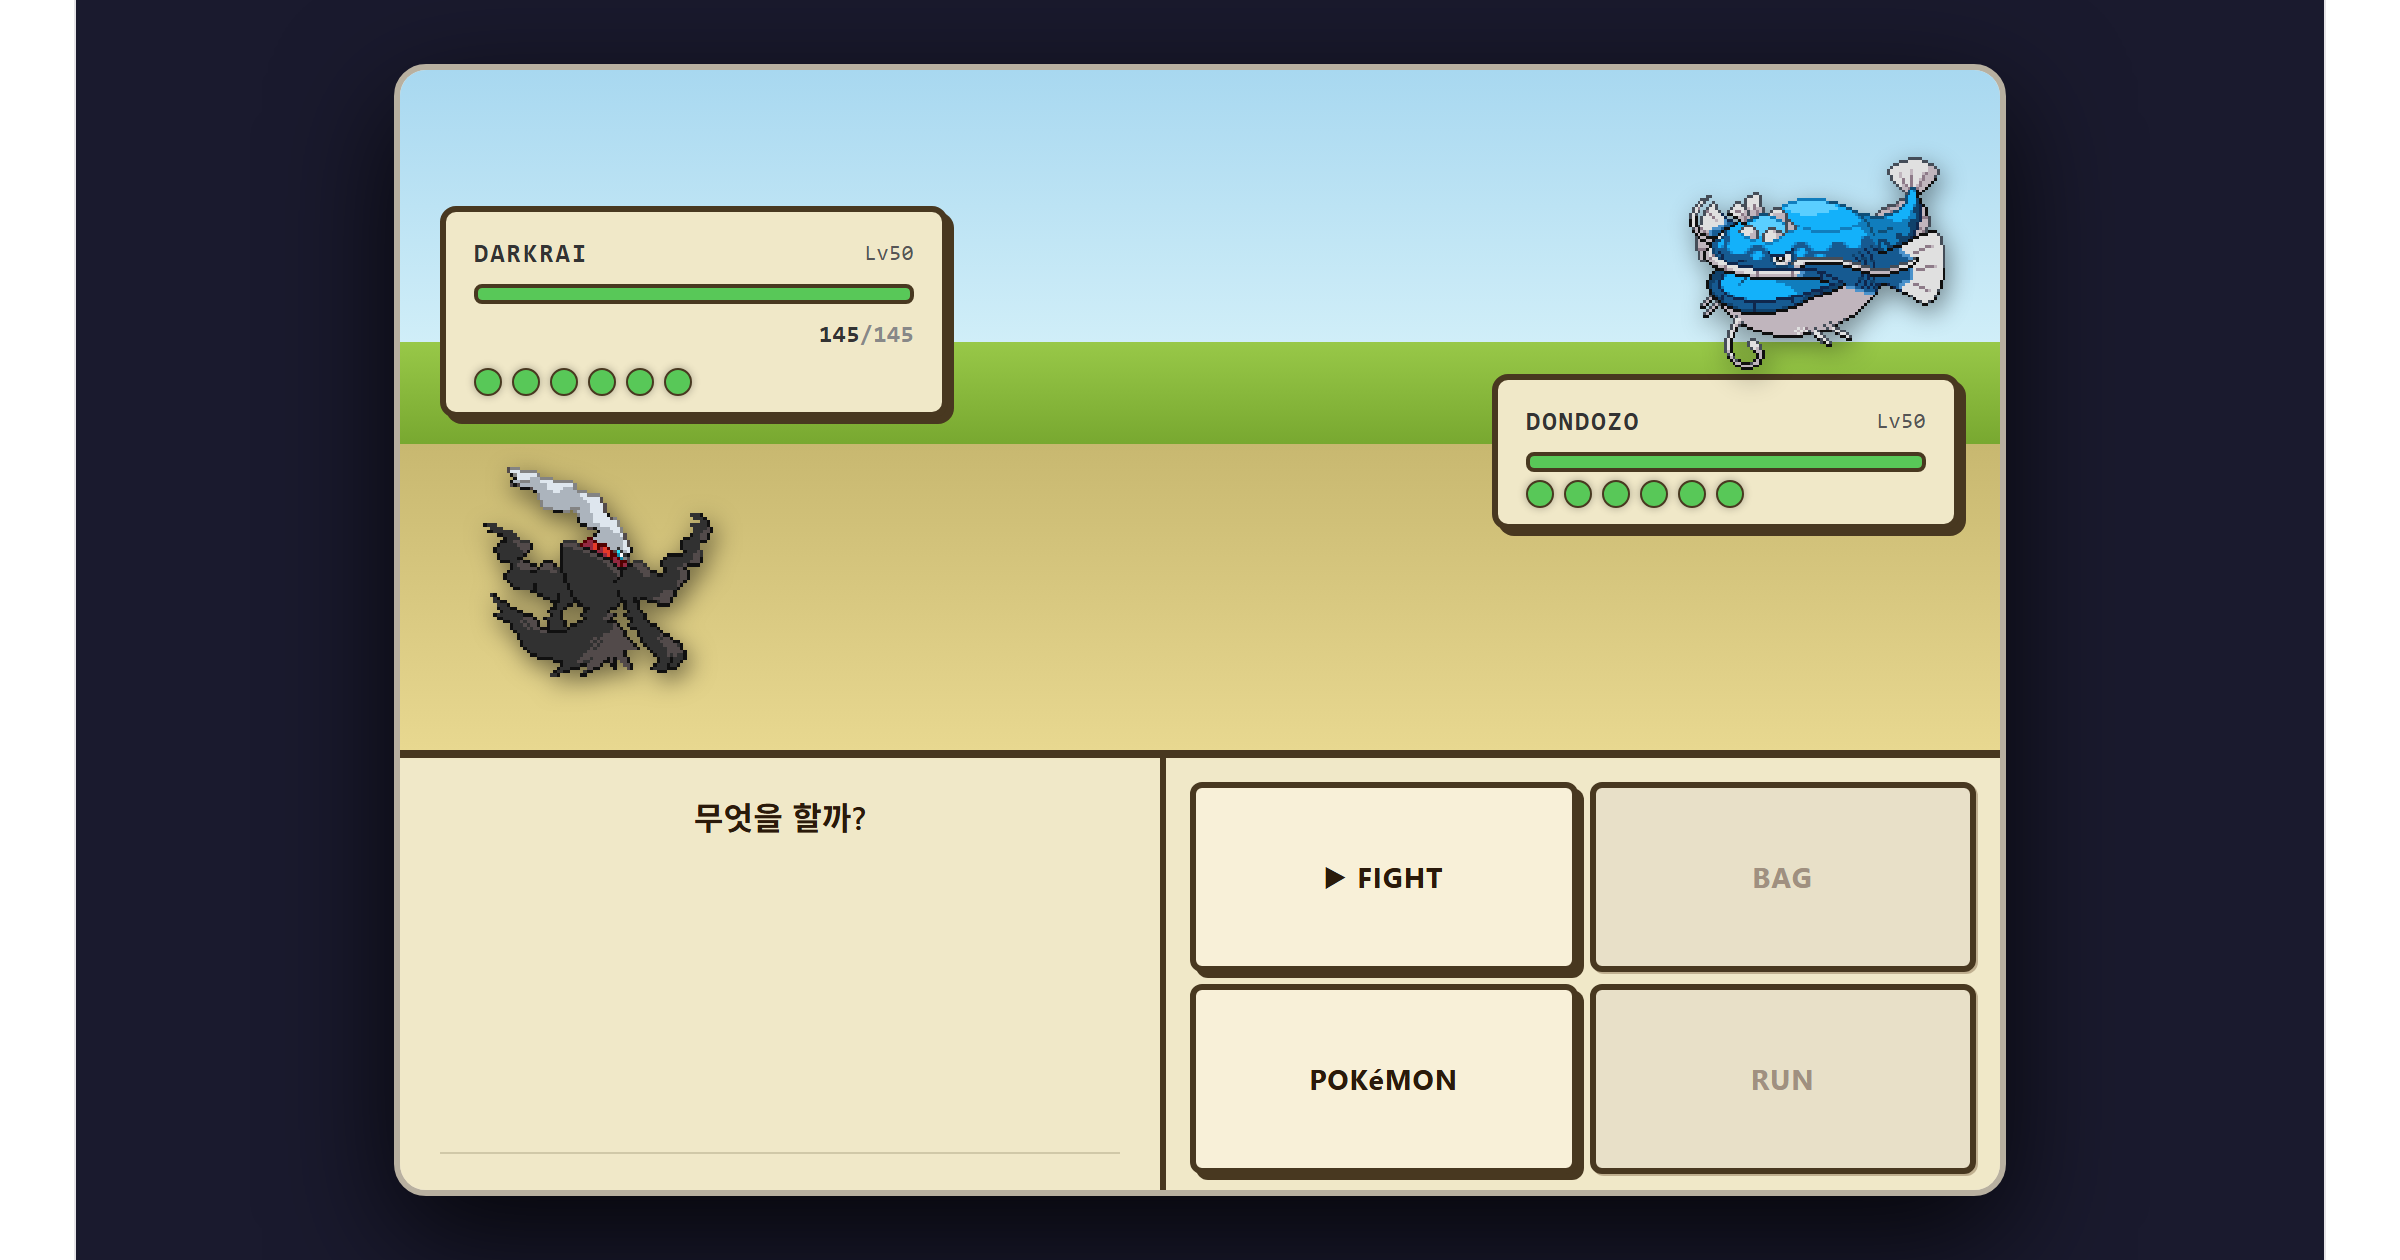 DARKRAI Lv50
145/145
DONDOZO Lv50
무엇을 할까?
▶ FIGHT
BAG
POKéMON
RUN